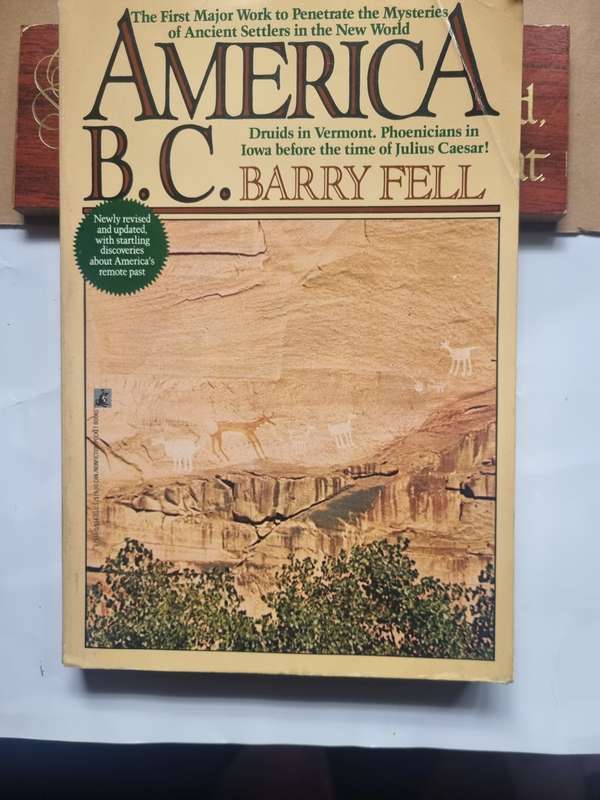 The First Major Work to Penetrate the Mysteries
of Ancient Settlers in the New World
AMERICA
B.C.
Druids in Vermont. Phoenicians in
Iowa before the time of Julius Caesar!
BARRY FELL
Newly revised
and updated,
with startling
discoveries
about America's
remote past
d,
at.